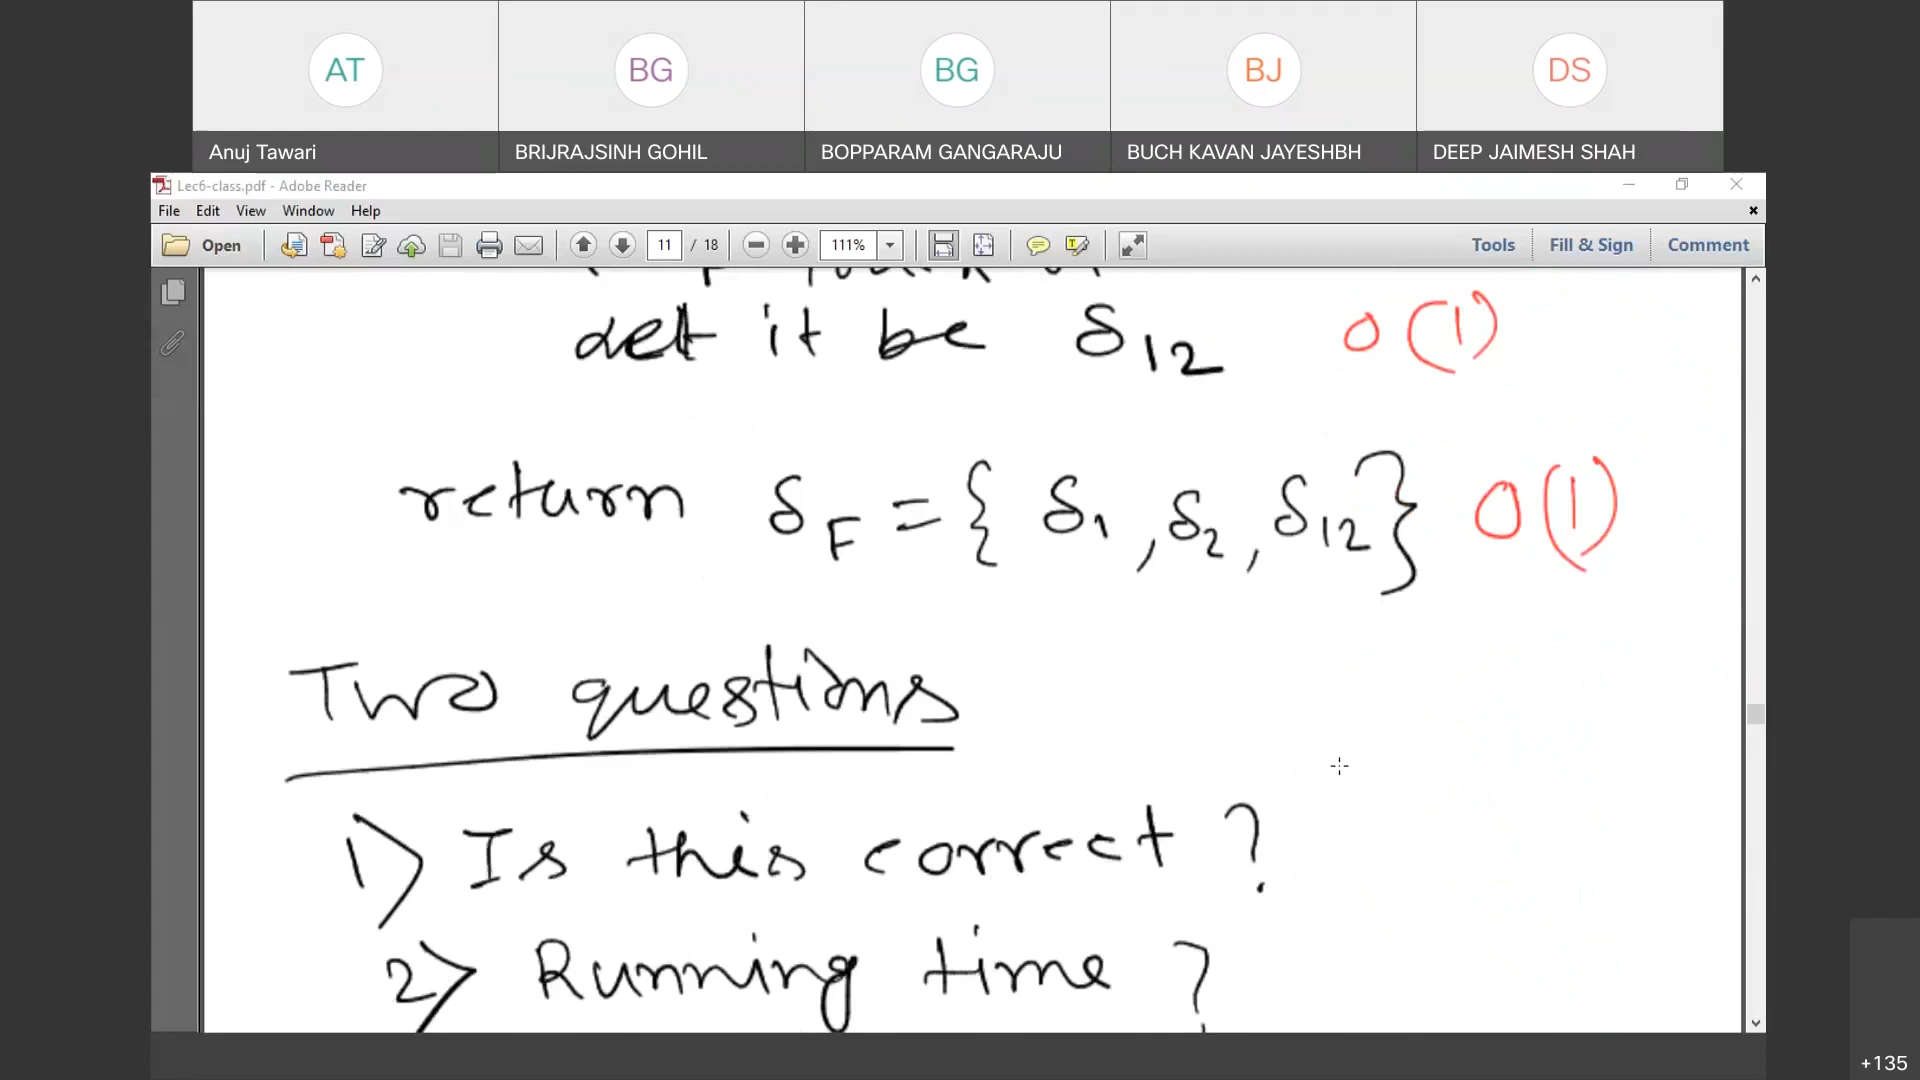 AT BG BG BJ DS
Anuj Tawari BRIJRAJSINH GOHIL BOPPARAM GANGARAJU BUCH KAVAN JAYESHBH DEEP JAIMESH SHAH
Lec6-class.pdf - Adobe Reader
File Edit View Window Help
Open 11 / 18 111% Tools Fill & Sign Comment
let it be δ₁₂ O(1)
return δ_F = { δ₁, δ₂, δ₁₂ } O(1)
Two questions
1) Is this correct ?
2) Running time ?
+135